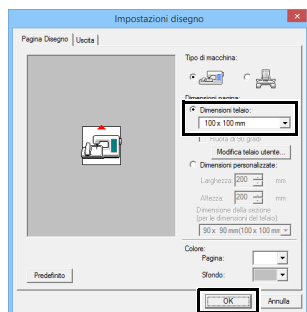 Impostazioni disegno
Pagina Disegno
Uscita
Tipo di macchina:
Dimensioni pagina:
Dimensioni telaio:
100 x 100 mm
Ruota di 90 gradi
Modifica telaio utente...
Dimensioni personalizzate:
Larghezza: 200 mm
Altezza: 200 mm
Dimensione della sezione
(per le dimensioni del telaio)
90 x 90 mm(100 x 100 mm
Colore:
Pagina:
Sfondo:
Predefinito
OK
Annulla